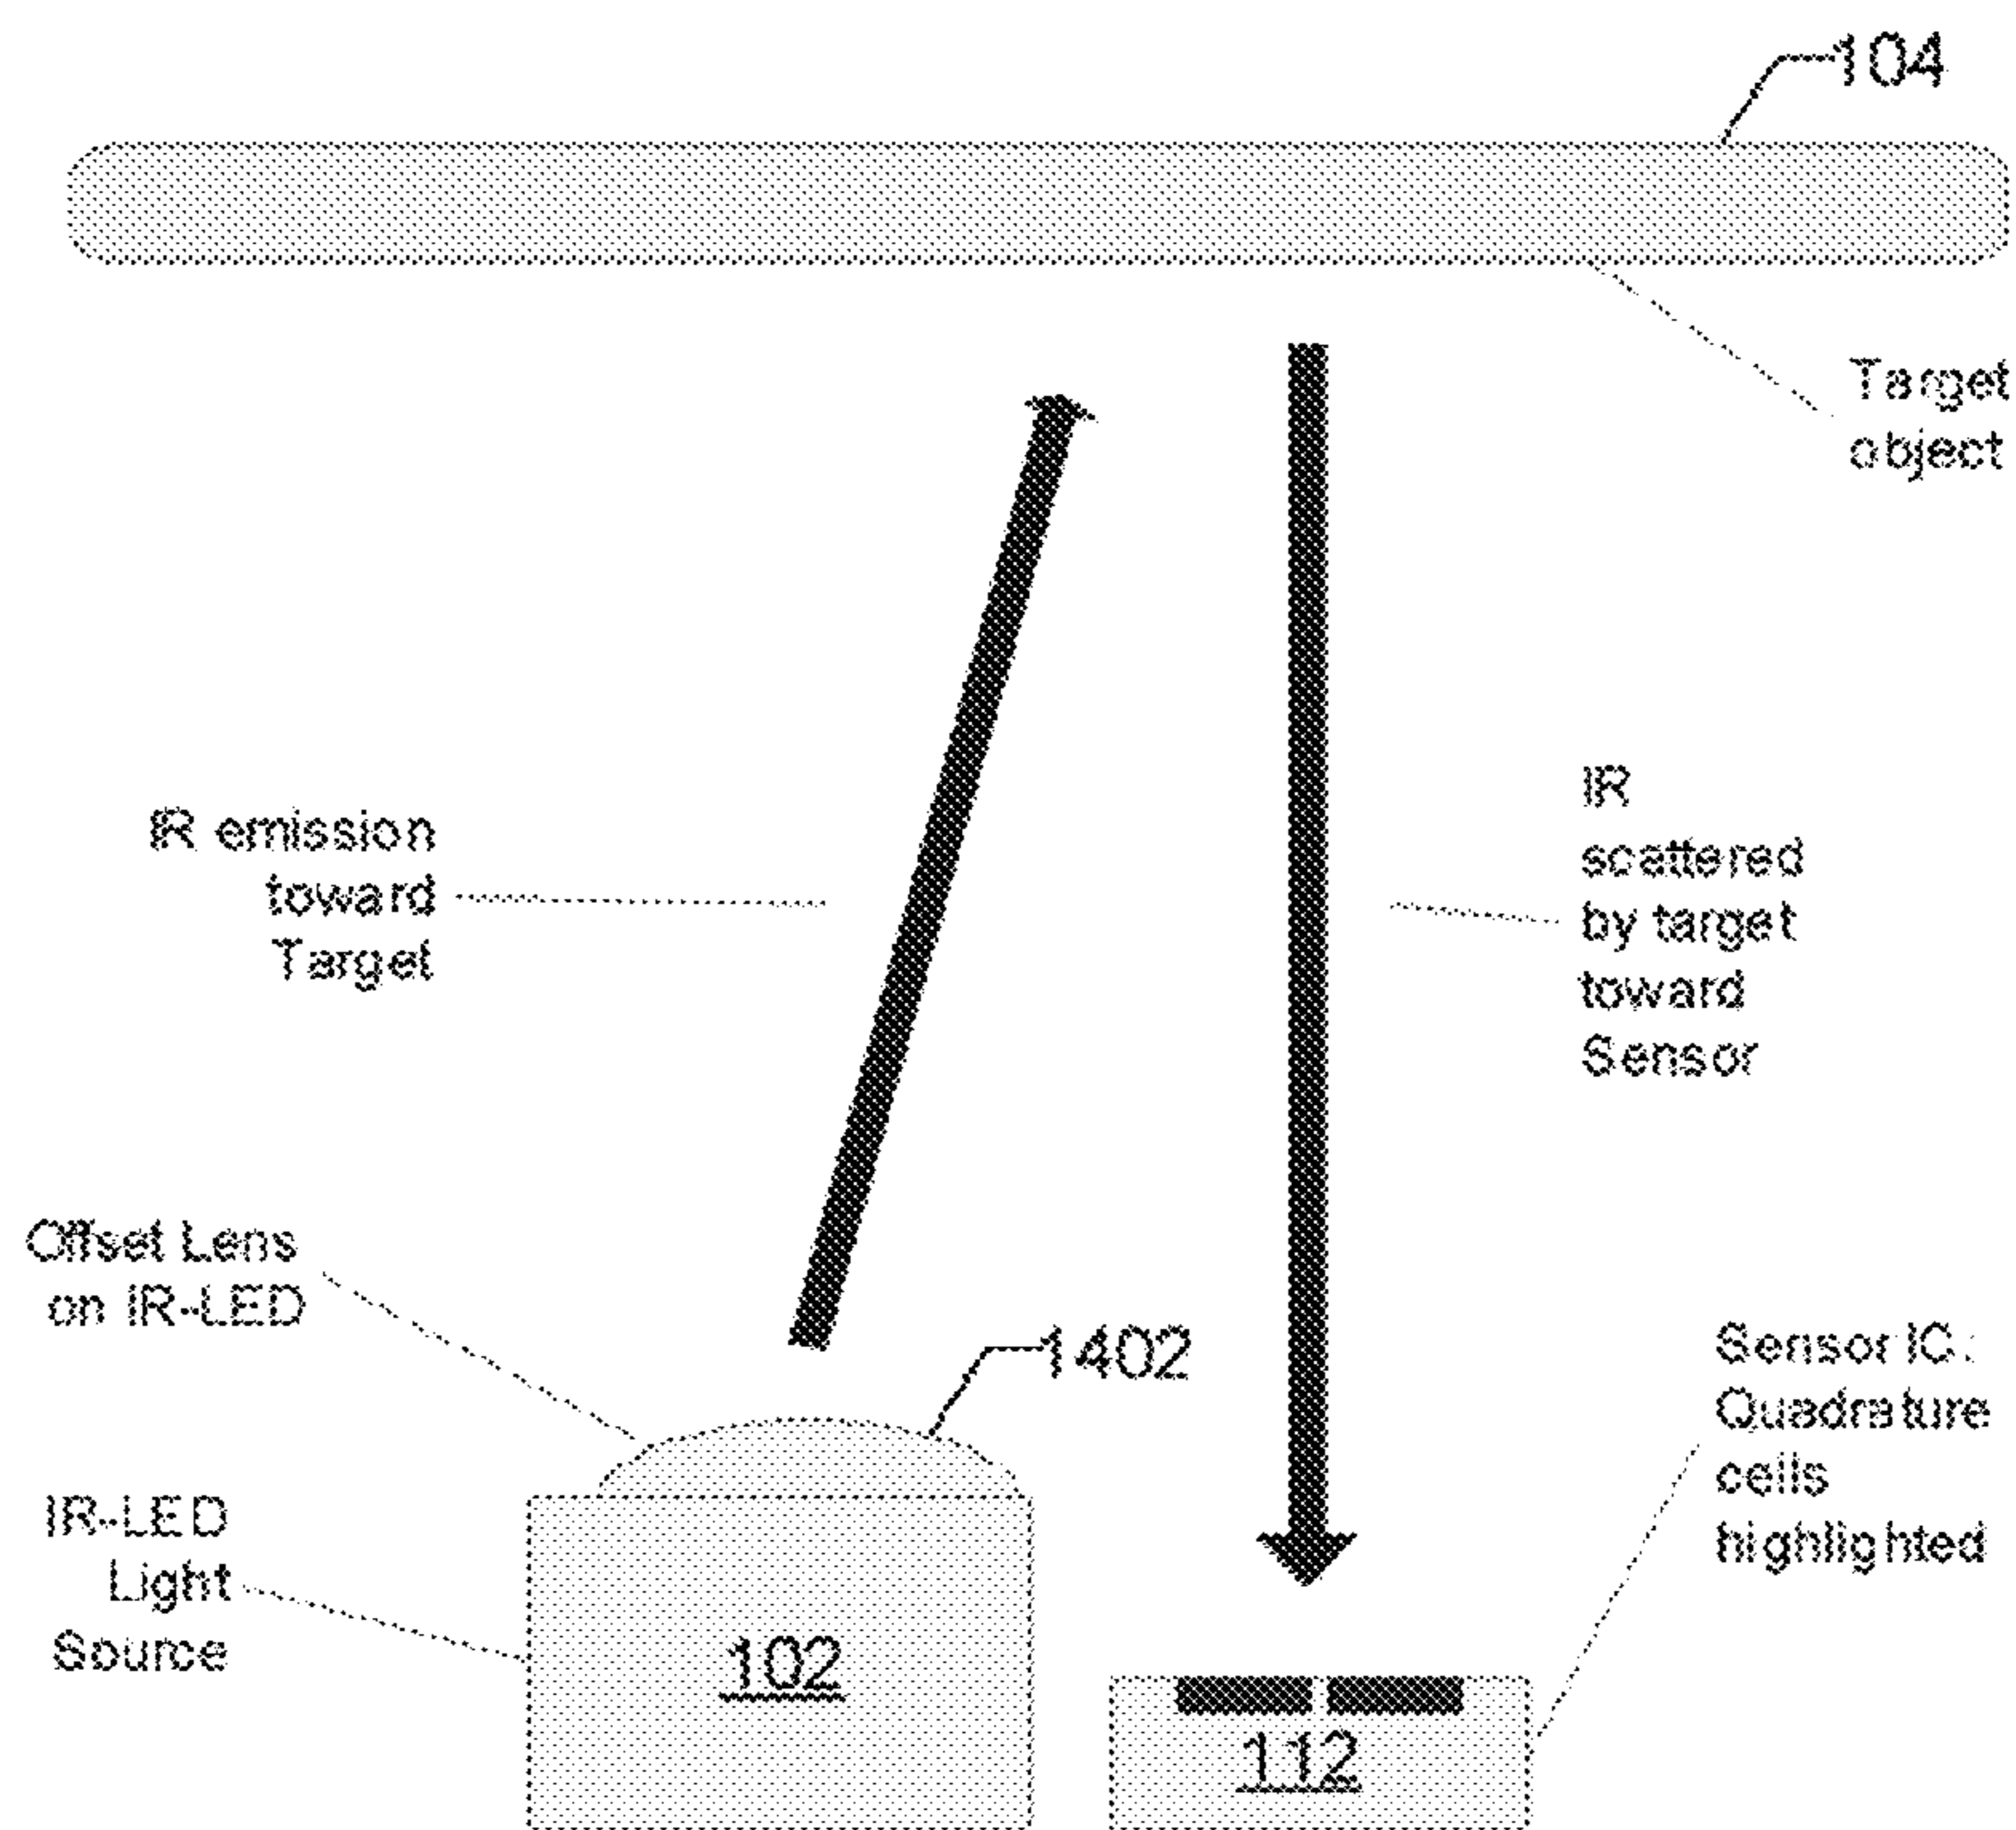 104
Target
object
IR emission
toward
Target
IR
scattered
by target
toward
Sensor
Offset Lens
on IR-LED
1402
Sensor IC:
Quadrature
cells
highlighted
IR-LED
Light
Source
102
112